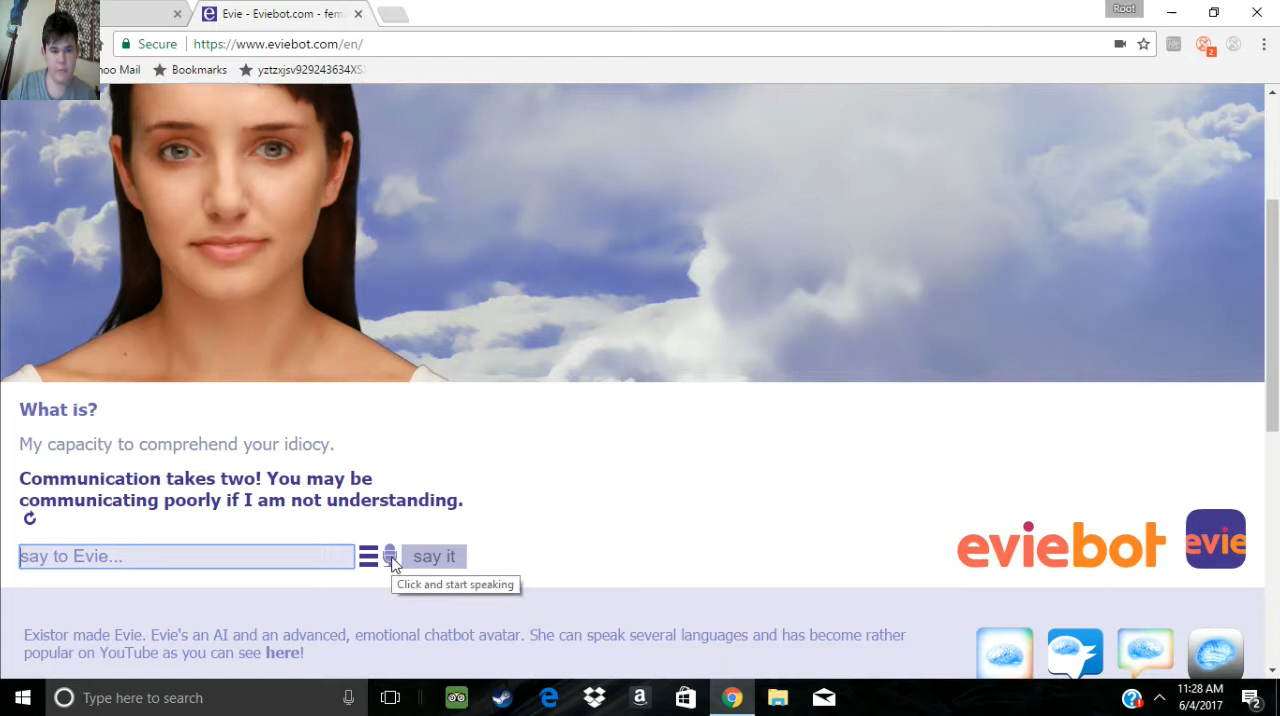 Evie - Eviebot.com - fem
Root
Secure
https://www.eviebot.com/en/
hoo Mail
Bookmarks
yztzxjsv929243634XSX
2
What is?
My capacity to comprehend your idiocy.
Communication takes two! You may be
communicating poorly if I am not understanding.
say to Evie...
say it
Click and start speaking
eviebot
evie
Existor made Evie. Evie's an AI and an advanced, emotional chatbot avatar. She can speak several languages and has become rather
popular on YouTube as you can see here!
Type here to search
11:28 AM
6/4/2017
2